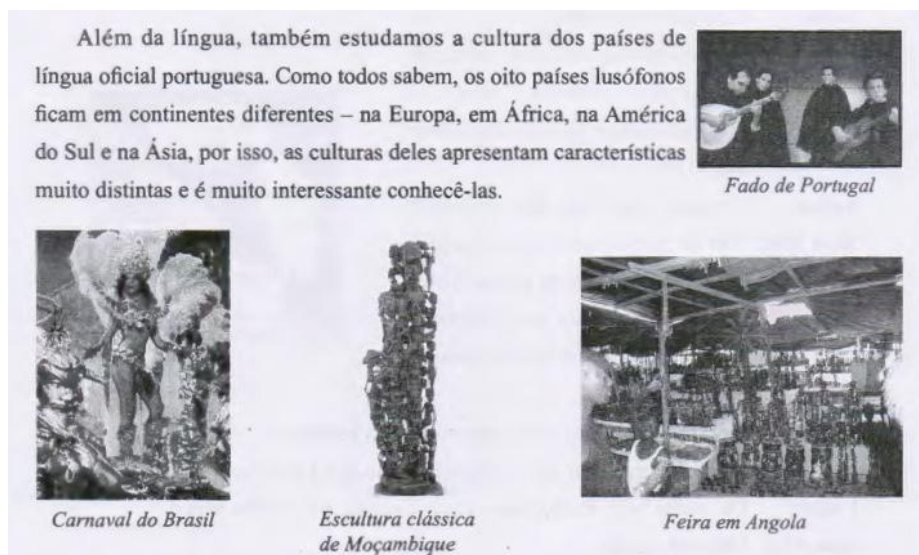 Além da língua, também estudamos a cultura dos países de
língua oficial portuguesa. Como todos sabem, os oito países lusófonos
ficam em continentes diferentes – na Europa, em África, na América
do Sul e na Ásia, por isso, as culturas deles apresentam características
muito distintas e é muito interessante conhecê-las.
Fado de Portugal
Carnaval do Brasil
Escultura clássica
de Moçambique
Feira em Angola